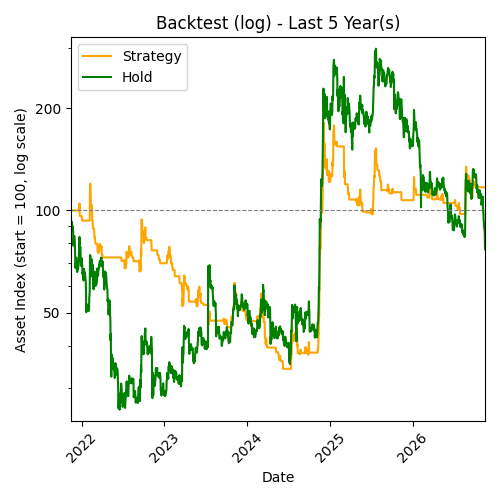 Backtest (log) - Last 5 Year(s)
Strategy
Hold
Asset Index (start = 100, log scale)
200
100
50
2022
2023
2024
2025
2026
Date